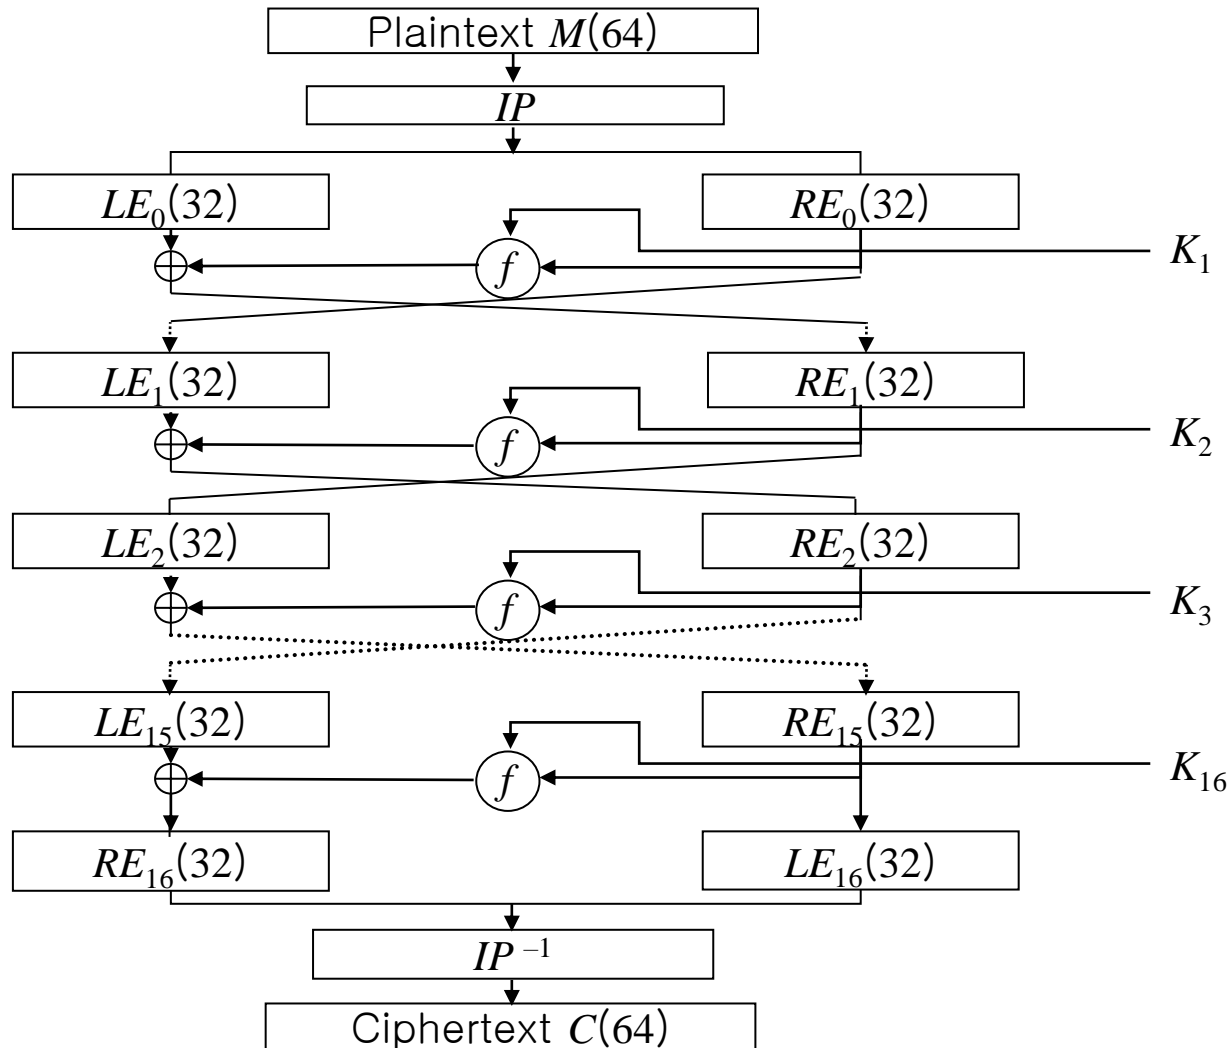 Plaintext M(64)
IP
LE₀(32)
RE₀(32)
f
K₁
LE₁(32)
RE₁(32)
f
K₂
LE₂(32)
RE₂(32)
f
K₃
LE₁₅(32)
RE₁₅(32)
f
K₁₆
RE₁₆(32)
LE₁₆(32)
IP⁻¹
Ciphertext C(64)